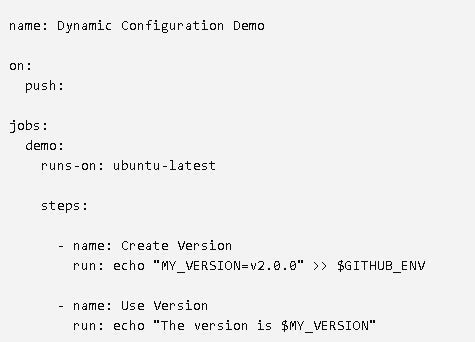 name: Dynamic Configuration Demo
on:
push:
jobs:
demo:
runs-on: ubuntu-latest
steps:
- name: Create Version
run: echo "MY_VERSION=v2.0.0" >> $GITHUB_ENV
- name: Use Version
run: echo "The version is $MY_VERSION"